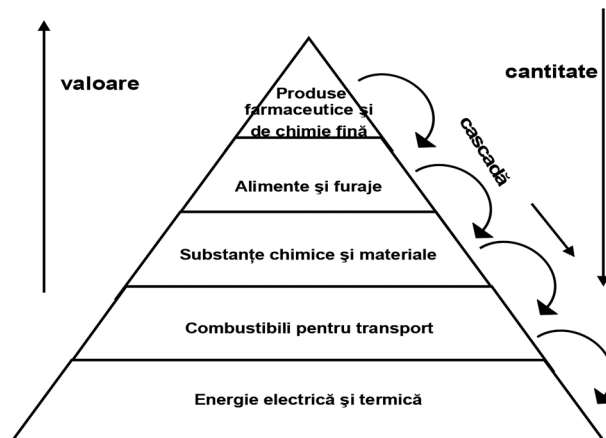 valoare
cantitate
Produse
farmaceutice şi
de chimie fină
cascadă
Alimente şi furaje
Substanţe chimice şi materiale
Combustibili pentru transport
Energie electrică şi termică